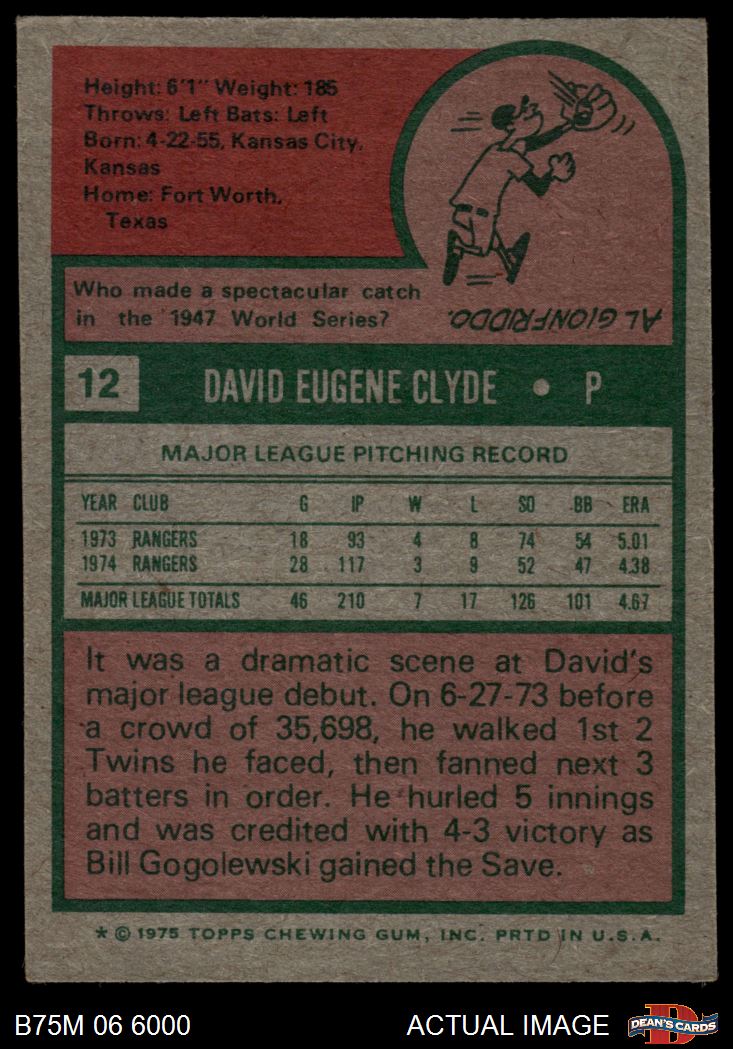 Height: 6'1" Weight: 185
Throws: Left Bats: Left
Born: 4-22-55, Kansas City,
Kansas
Home: Fort Worth,
Texas
Who made a spectacular catch
in the 1947 World Series?
AL GIONFRIDDO.
12 DAVID EUGENE CLYDE • P
MAJOR LEAGUE PITCHING RECORD
YEAR CLUB G IP W L SO BB ERA
1973 RANGERS 18 93 4 8 74 54 5.01
1974 RANGERS 28 117 3 9 52 47 4.38
MAJOR LEAGUE TOTALS 46 210 7 17 126 101 4.67
It was a dramatic scene at David's
major league debut. On 6-27-73 before
a crowd of 35,698, he walked 1st 2
Twins he faced, then fanned next 3
batters in order. He hurled 5 innings
and was credited with 4-3 victory as
Bill Gogolewski gained the Save.
* © 1975 TOPPS CHEWING GUM, INC. PRTD IN U.S.A.
B75M 06 6000 ACTUAL IMAGE DEAN'S CARDS